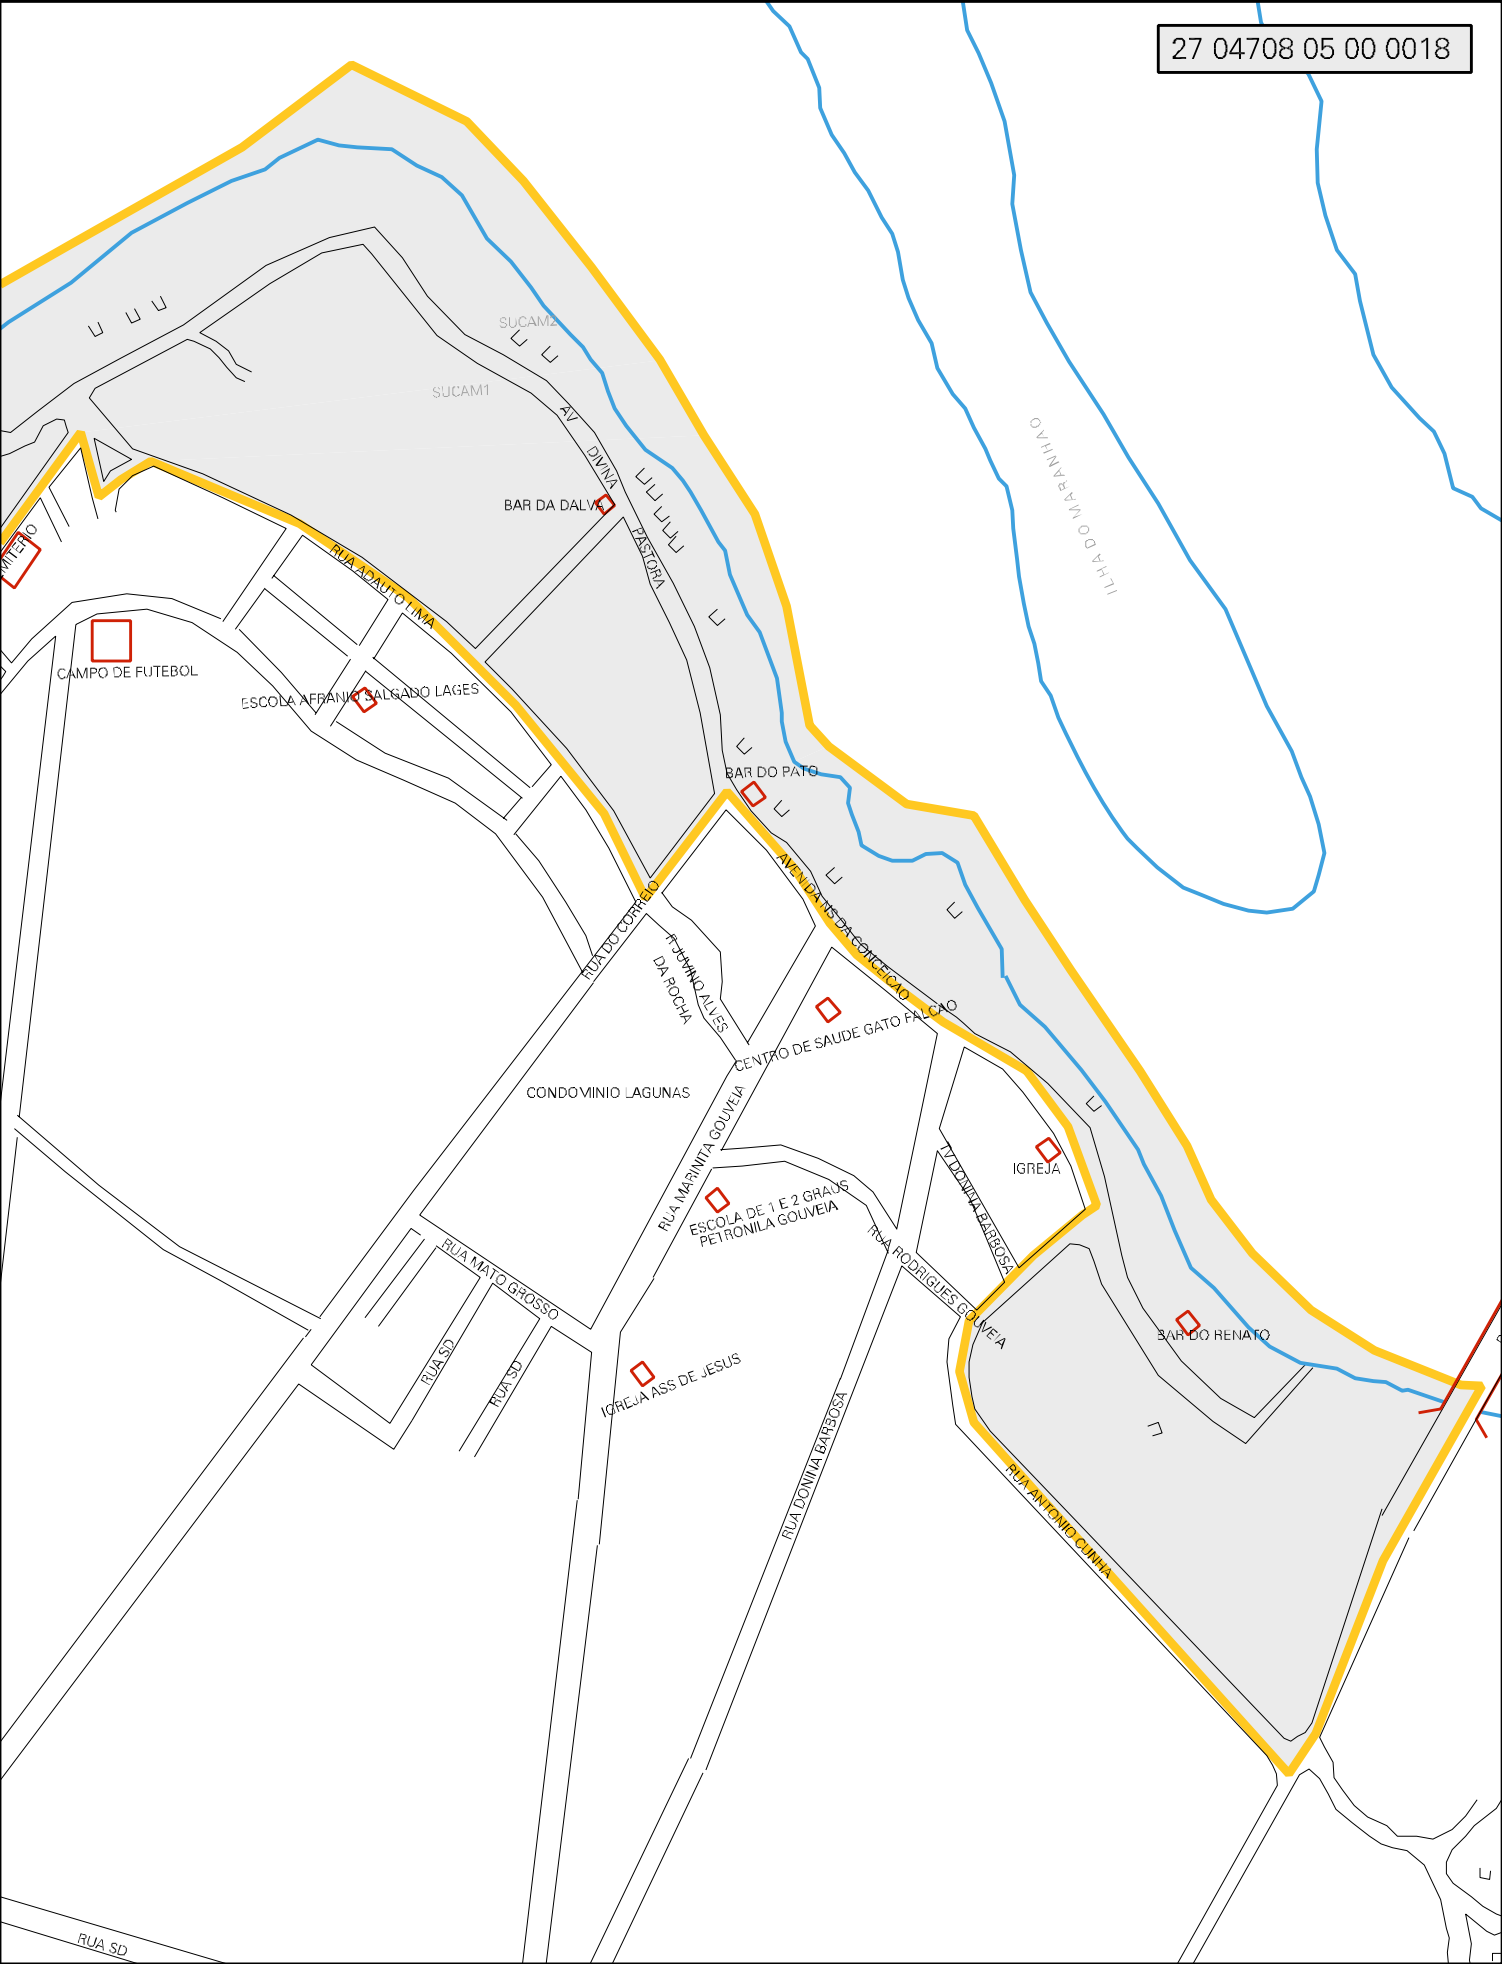 27 04708 05 00 0018
SUCAM2
SUCAM1
AV DIVINA PASTORA
BAR DA DALVA
ILHA DO MARANHAO
RUA ADAUTO LIMA
CAMPO DE FUTEBOL
ESCOLA AFRANIO SALGADO LAGES
BAR DO PATO
AVENIDA NS DA CONCEICAO
RUA DO CORREIO
R JUVINO ALVES
DA ROCHA
CENTRO DE SAUDE GATO FALCAO
CONDOMINIO LAGUNAS
RUA MARINITA GOUVEIA
IGREJA
TV DONINA BARBOSA
ESCOLA DE 1 E 2 GRAUS
PETRONILA GOUVEIA
RUA RODRIGUES GOUVEIA
RUA MATO GROSSO
BAR DO RENATO
RUA SD
RUA SD
IGREJA ASS DE JESUS
RUA DONINA BARBOSA
RUA ANTONIO CUNHA
RUA SD